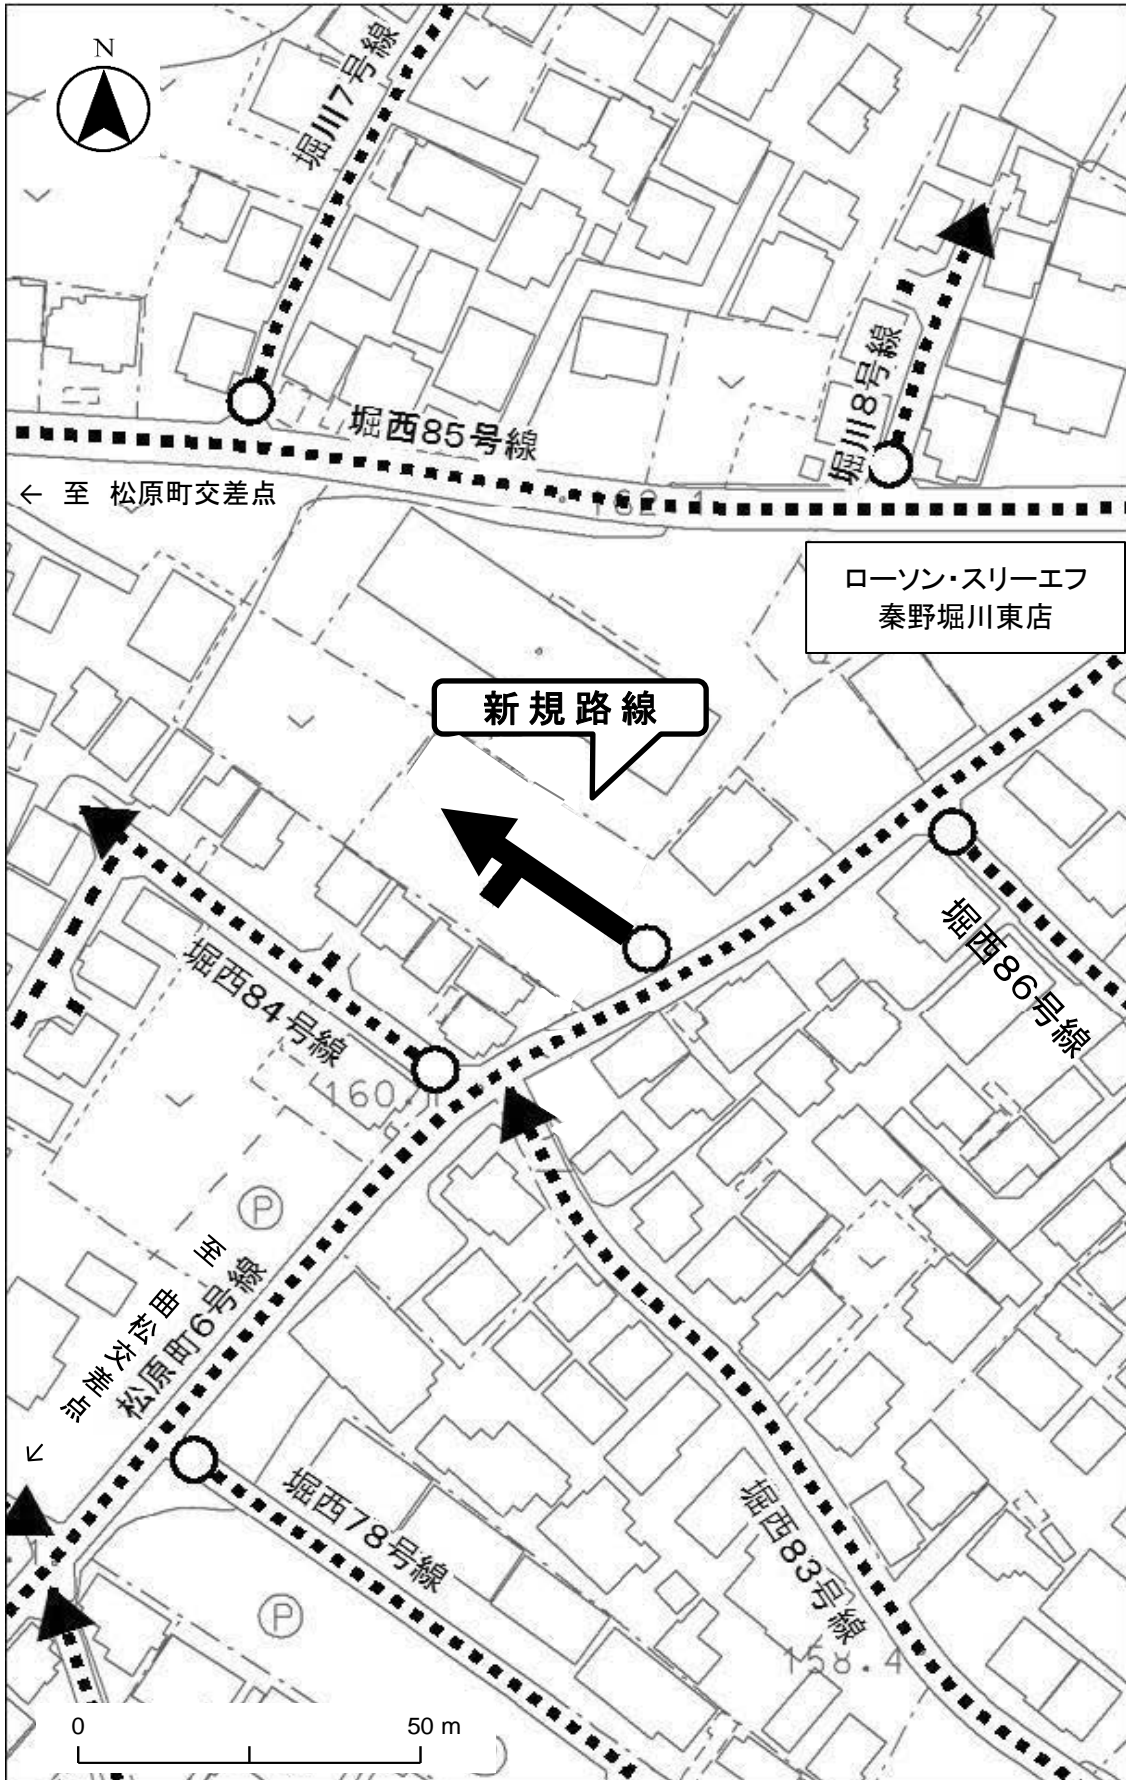 N
堀川7号線
堀西85号線
堀川8号線
← 至 松原町交差点
162.1
ローソン・スリーエフ
秦野堀川東店
新規路線
堀西86号線
堀西84号線
160.
P
至 曲松交差点
←
松原町6号線
堀西78号線
堀西83号線
P
158.4
0 50 m